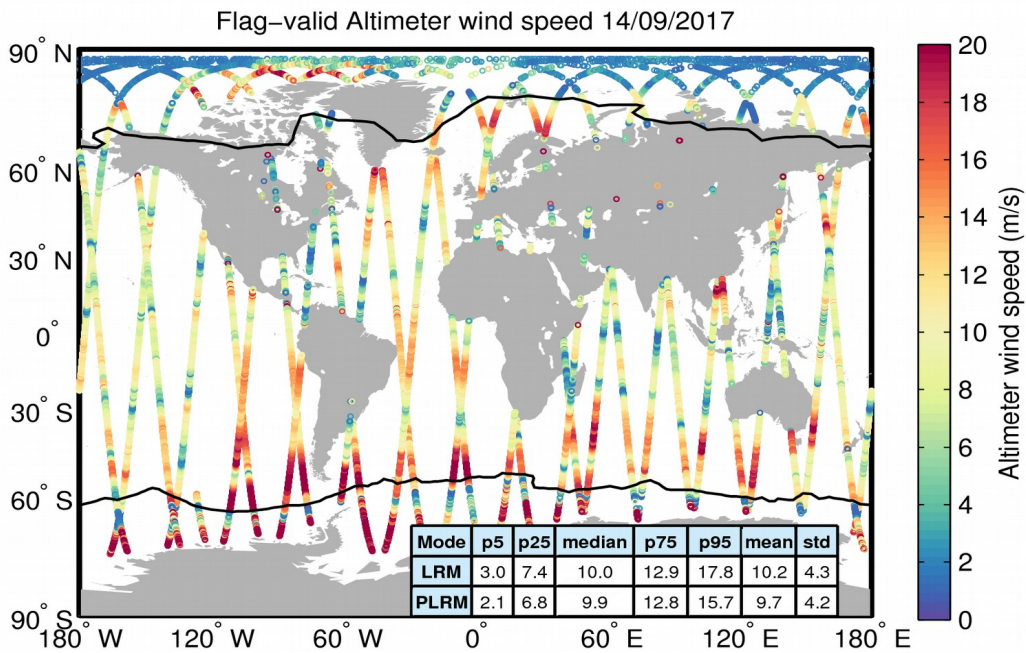 Flag−valid Altimeter wind speed 14/09/2017
90° N
60° N
30° N
0°
30° S
60° S
90° S
180° W
120° W
60° W
0°
60° E
120° E
180° E
Mode p5 p25 median p75 p95 mean std
LRM 3.0 7.4 10.0 12.9 17.8 10.2 4.3
PLRM 2.1 6.8 9.9 12.8 15.7 9.7 4.2
20
18
16
14
12
10
8
6
4
2
0
Altimeter wind speed (m/s)